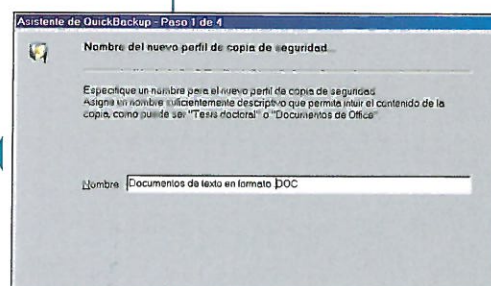 Asistente de QuickBackup - Paso 1 de 4
Nombre del nuevo perfil de copia de seguridad
Especifique un nombre para el nuevo perfil de copia de seguridad
Asigne un nombre suficientemente descriptivo que permita intuir el contenido de la
copia, como puede ser "Tesis doctoral" o "Documentos de Office"
Nombre Documentos de texto en formato DOC